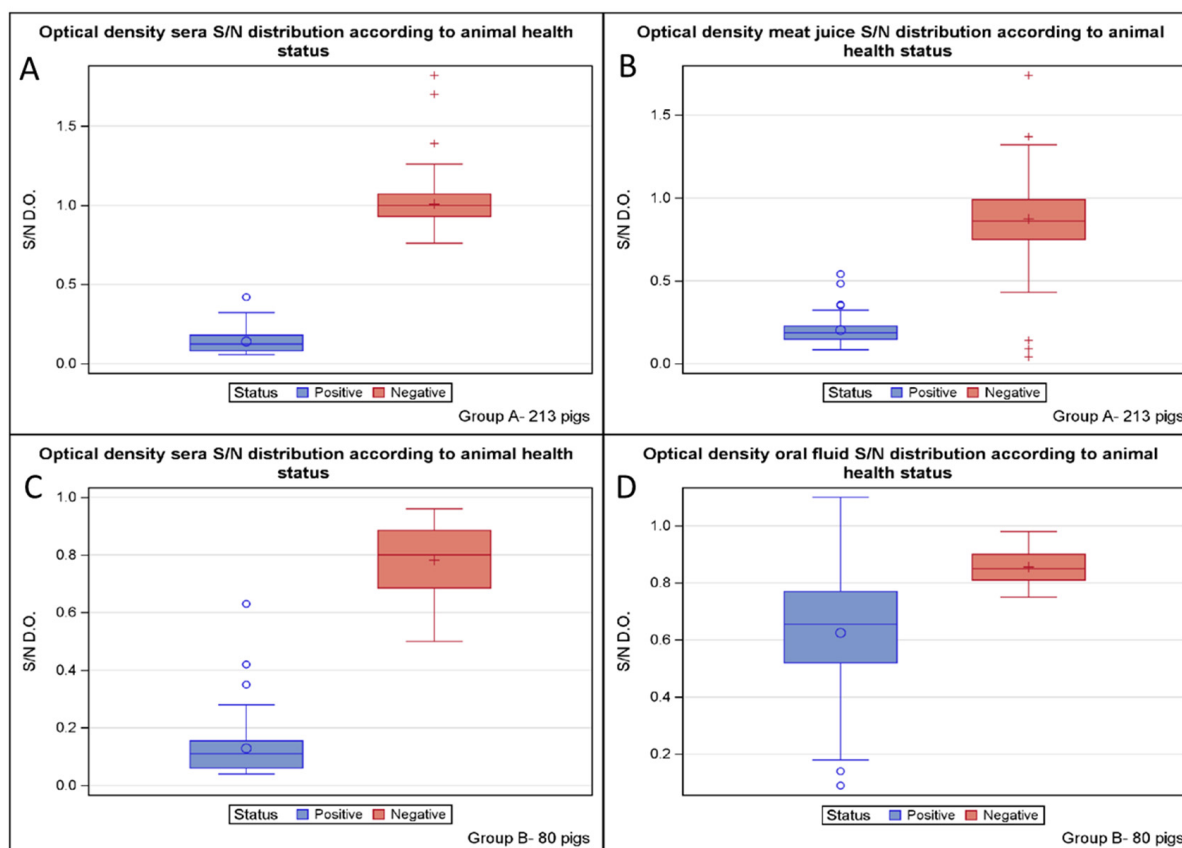 Optical density sera S/N distribution according to animal health
status
A
1.5
1.0
0.5
0.0
S/N D.O.
Status Positive Negative
Group A- 213 pigs
Optical density meat juice S/N distribution according to animal
health status
B
1.5
1.0
0.5
0.0
S/N D.O.
Status Positive Negative
Group A- 213 pigs
Optical density sera S/N distribution according to animal health
status
C
1.0
0.8
0.6
0.4
0.2
0.0
S/N D.O.
Status Positive Negative
Group B- 80 pigs
Optical density oral fluid S/N distribution according to animal
health status
D
1.0
0.8
0.6
0.4
0.2
S/N D.O.
Status Positive Negative
Group B- 80 pigs